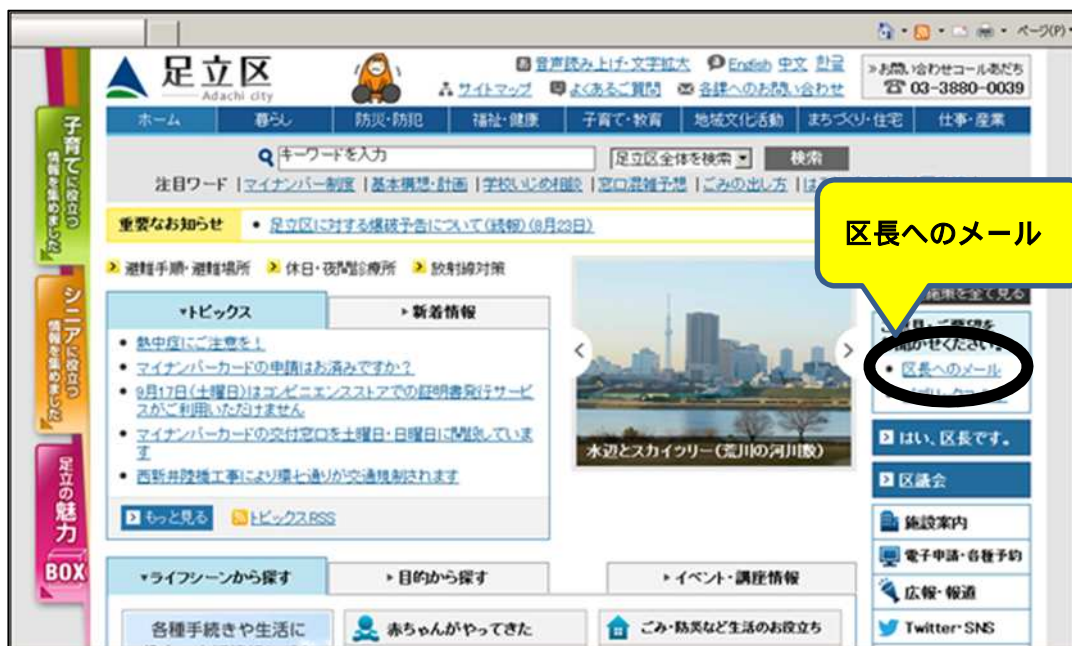 ページ(P)
足立区
Adachi city
音声読み上げ・文字拡大 English 中文 한글
サイトマップ よくあるご質問 各課へのお問い合わせ
お問い合わせコールあだち
03-3880-0039
ホーム 暮らし 防災・防犯 福祉・健康 子育て・教育 地域文化活動 まちづくり・住宅 仕事・産業
キーワードを入力 足立区全体を検索 検索
注目ワード | マイナンバー制度 | 基本構想・計画 | 学校いじめ相談 | 窓口混雑予想 | ごみの出し方 |
重要なお知らせ • 足立区に対する爆破予告について(続報)(8月23日)
区長へのメール
避難手順・避難場所 休日・夜間診療所 放射線対策
トピックス 新着情報
• 熱中症にご注意を!
• マイナンバーカードの申請はお済みですか?
• 9月17日(土曜日)はコンビニエンスストアでの証明書発行サービ
スがご利用いただけません
• マイナンバーカードの交付窓口を土曜日・日曜日に開設していま
す
• 西新井陸橋工事により環七通りが交通規制されます
もっと見る トピックスRSS
水辺とスカイツリー(荒川の河川敷)
施策を全て見る
聞かせください。
• 区長へのメール
はい、区長です。
区議会
施設案内
電子申請・各種予約
広報・報道
Twitter・SNS
ライフシーンから探す 目的から探す イベント・講座情報
各種手続きや生活に
赤ちゃんがやってきた
ごみ・防災など生活のお役立ち
子育てに役立つ
情報を集めました
シニアに役立つ
情報を集めました
足立の魅力
BOX